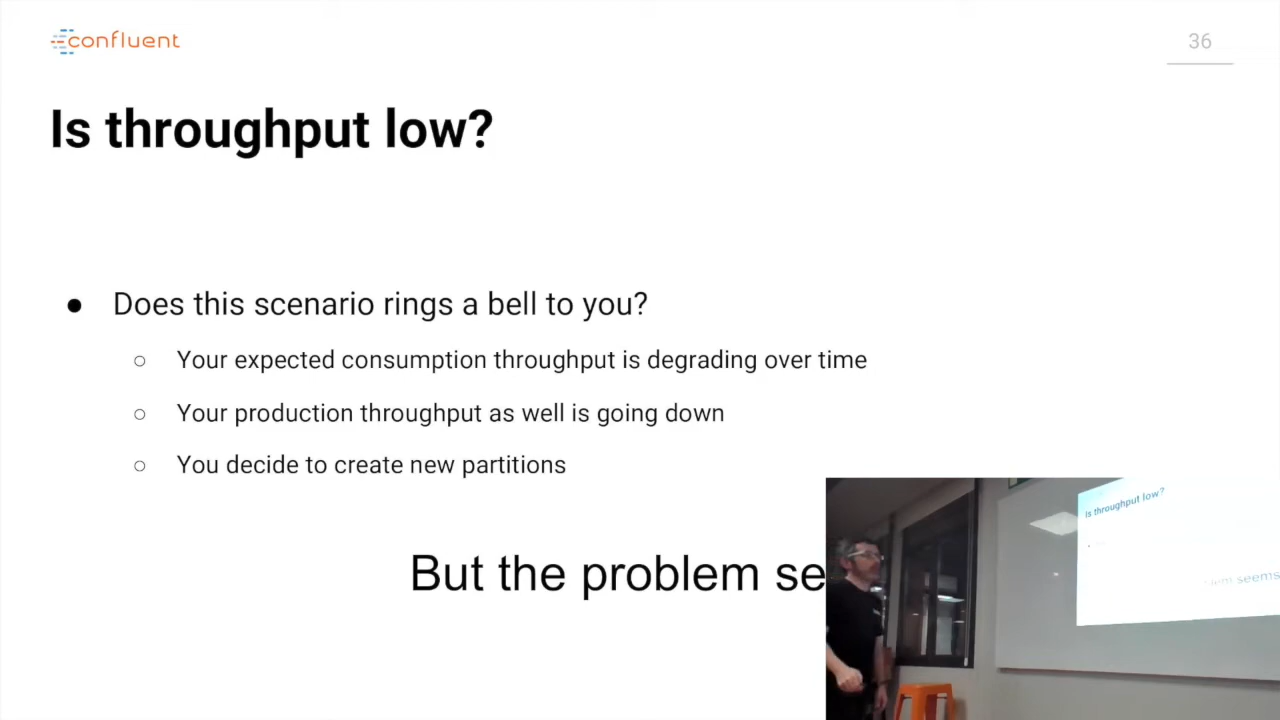 confluent
36
Is throughput low?
● Does this scenario rings a bell to you?
○ Your expected consumption throughput is degrading over time
○ Your production throughput as well is going down
○ You decide to create new partitions
But the problem se
Is throughput low?
seems